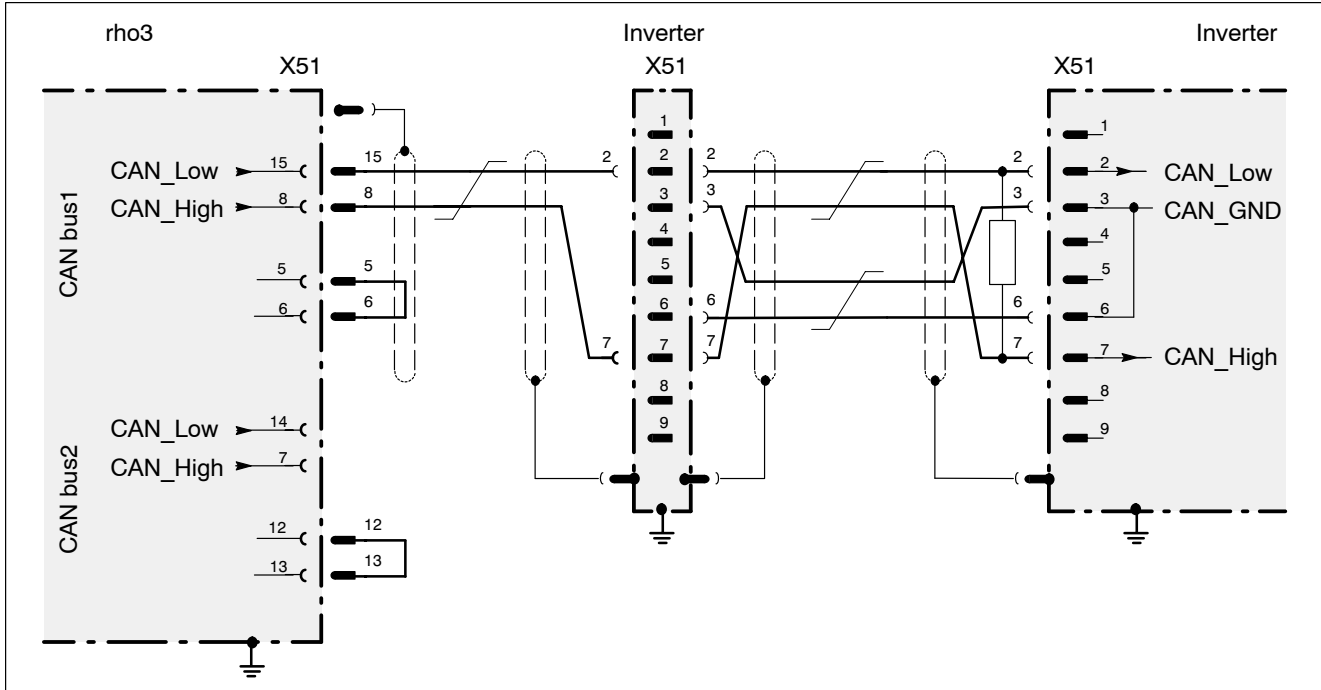 rho3 Inverter Inverter
X51 X51 X51
1 1
CAN_Low 15 15 2 2 2 2 2 CAN_Low
CAN_High 8 8 3 3 3 3 CAN_GND
4 4
CAN bus1
5 5 5 5
6 6 6 6 6 6
7 7 7 7 7 CAN_High
8 8
CAN_Low 14 9 9
CAN_High 7
CAN bus2
12 12
13 13